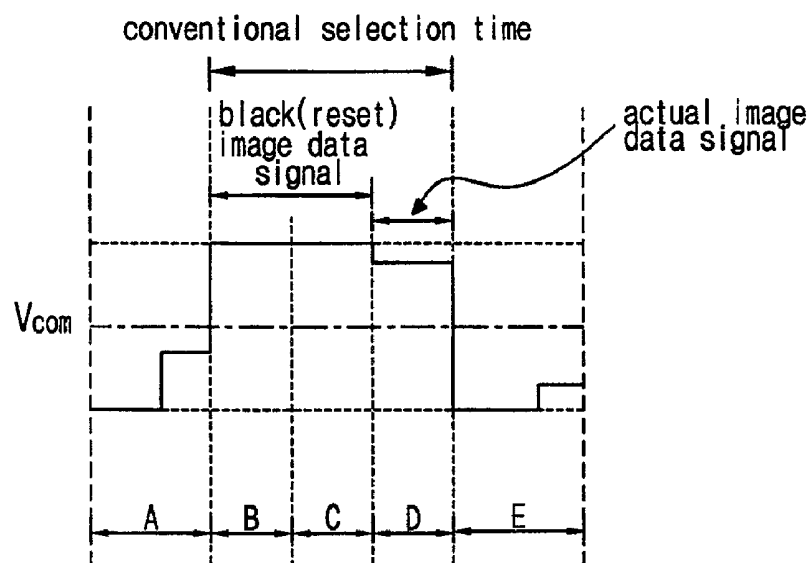 conventional selection time
black(reset)
image data
signal
actual image
data signal
Vcom
A
B
C
D
E